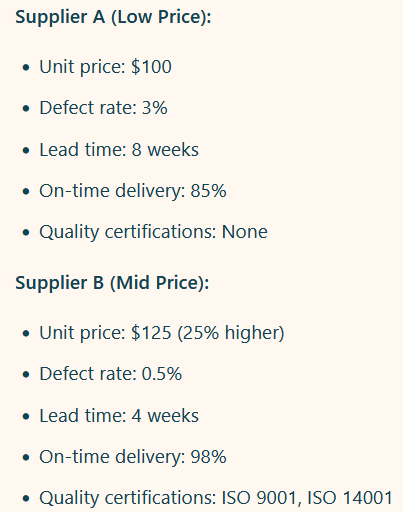 Supplier A (Low Price):
• Unit price: $100
• Defect rate: 3%
• Lead time: 8 weeks
• On-time delivery: 85%
• Quality certifications: None
Supplier B (Mid Price):
• Unit price: $125 (25% higher)
• Defect rate: 0.5%
• Lead time: 4 weeks
• On-time delivery: 98%
• Quality certifications: ISO 9001, ISO 14001